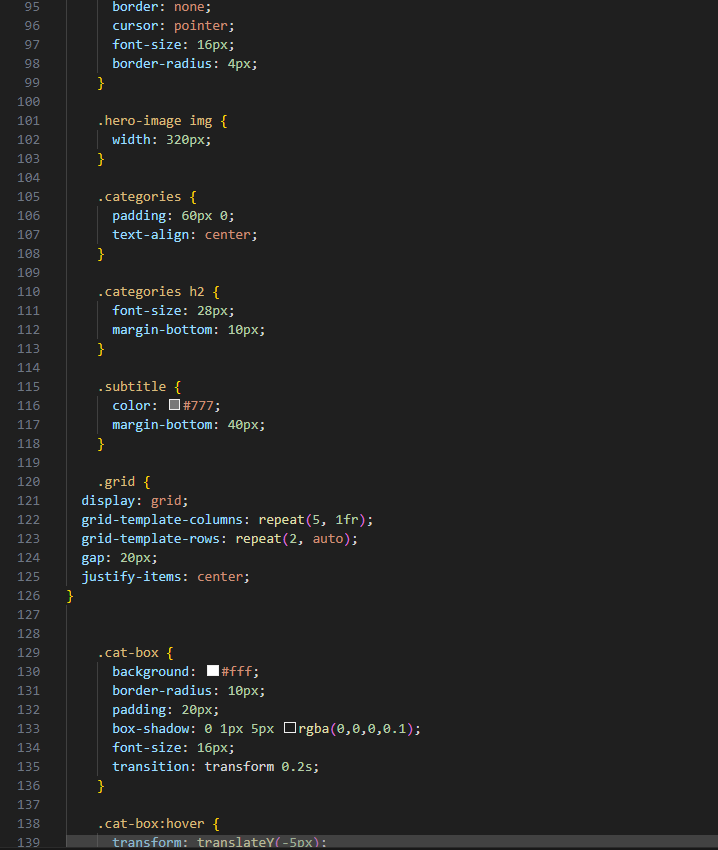 95 border: none;
96 cursor: pointer;
97 font-size: 16px;
98 border-radius: 4px;
99 }
100
101 .hero-image img {
102 width: 320px;
103 }
104
105 .categories {
106 padding: 60px 0;
107 text-align: center;
108 }
109
110 .categories h2 {
111 font-size: 28px;
112 margin-bottom: 10px;
113 }
114
115 .subtitle {
116 color: #777;
117 margin-bottom: 40px;
118 }
119
120 .grid {
121 display: grid;
122 grid-template-columns: repeat(5, 1fr);
123 grid-template-rows: repeat(2, auto);
124 gap: 20px;
125 justify-items: center;
126 }
127
128
129 .cat-box {
130 background: #fff;
131 border-radius: 10px;
132 padding: 20px;
133 box-shadow: 0 1px 5px rgba(0,0,0,0.1);
134 font-size: 16px;
135 transition: transform 0.2s;
136 }
137
138 .cat-box:hover {
139 transform: translateY(-5px);